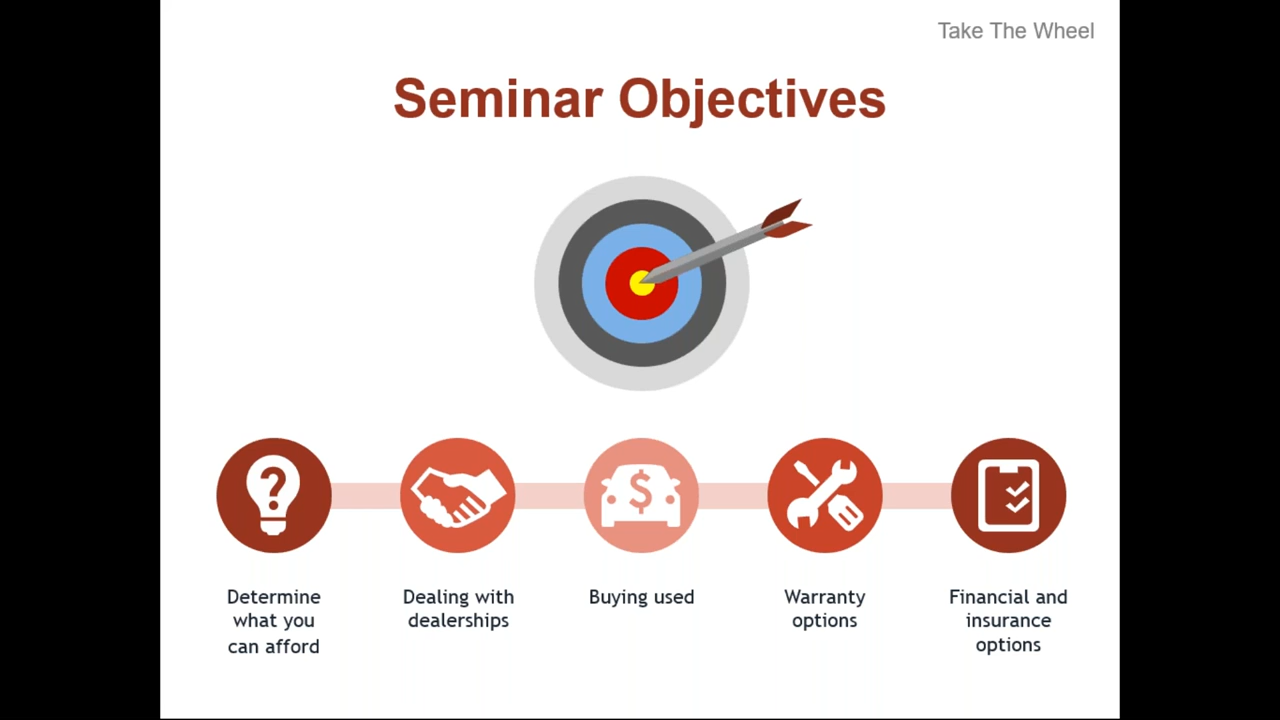 Take The Wheel
Seminar Objectives
?
$
Determine
what you
can afford
Dealing with
dealerships
Buying used
Warranty
options
Financial and
insurance
options